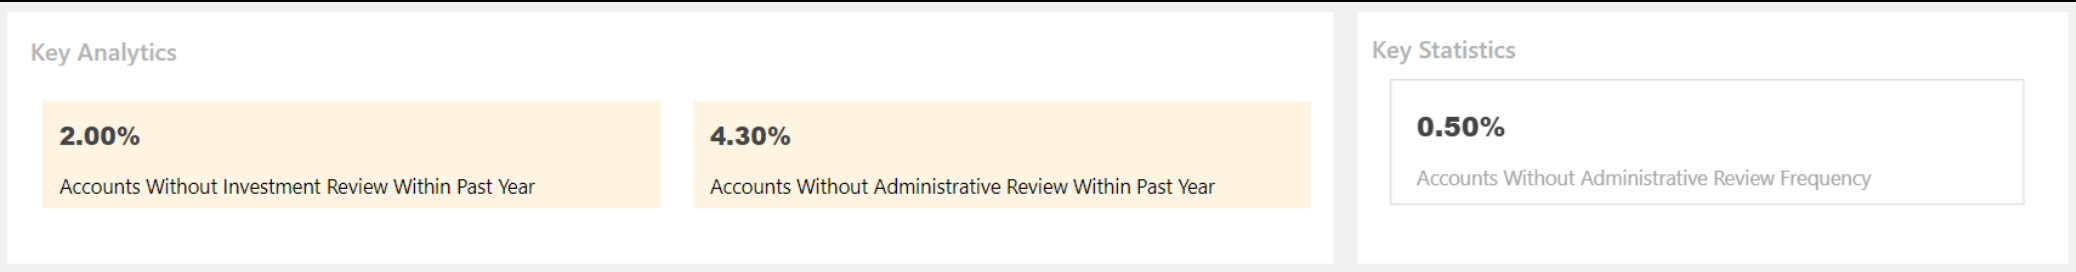 Key Analytics
2.00%
Accounts Without Investment Review Within Past Year
4.30%
Accounts Without Administrative Review Within Past Year
Key Statistics
0.50%
Accounts Without Administrative Review Frequency